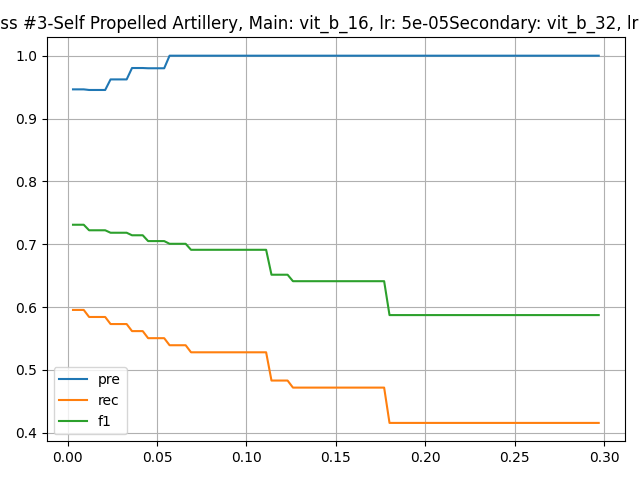 ss #3-Self Propelled Artillery, Main: vit_b_16, lr: 5e-05Secondary: vit_b_32, lr
1.0
0.9
0.8
0.7
0.6
0.5
0.4
pre
rec
f1
0.00 0.05 0.10 0.15 0.20 0.25 0.30